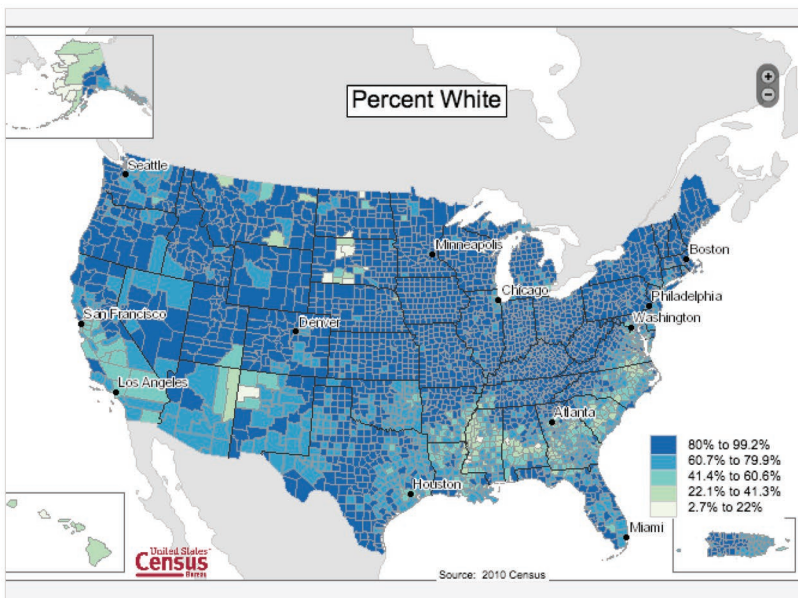 Percent White
+
−
Seattle
Minneapolis
Boston
Chicago
Philadelphia
San Francisco
Denver
Washington
Los Angeles
Atlanta
80% to 99.2%
60.7% to 79.9%
41.4% to 60.6%
22.1% to 41.3%
2.7% to 22%
Houston
Miami
United States™
Census
Bureau
Source: 2010 Census